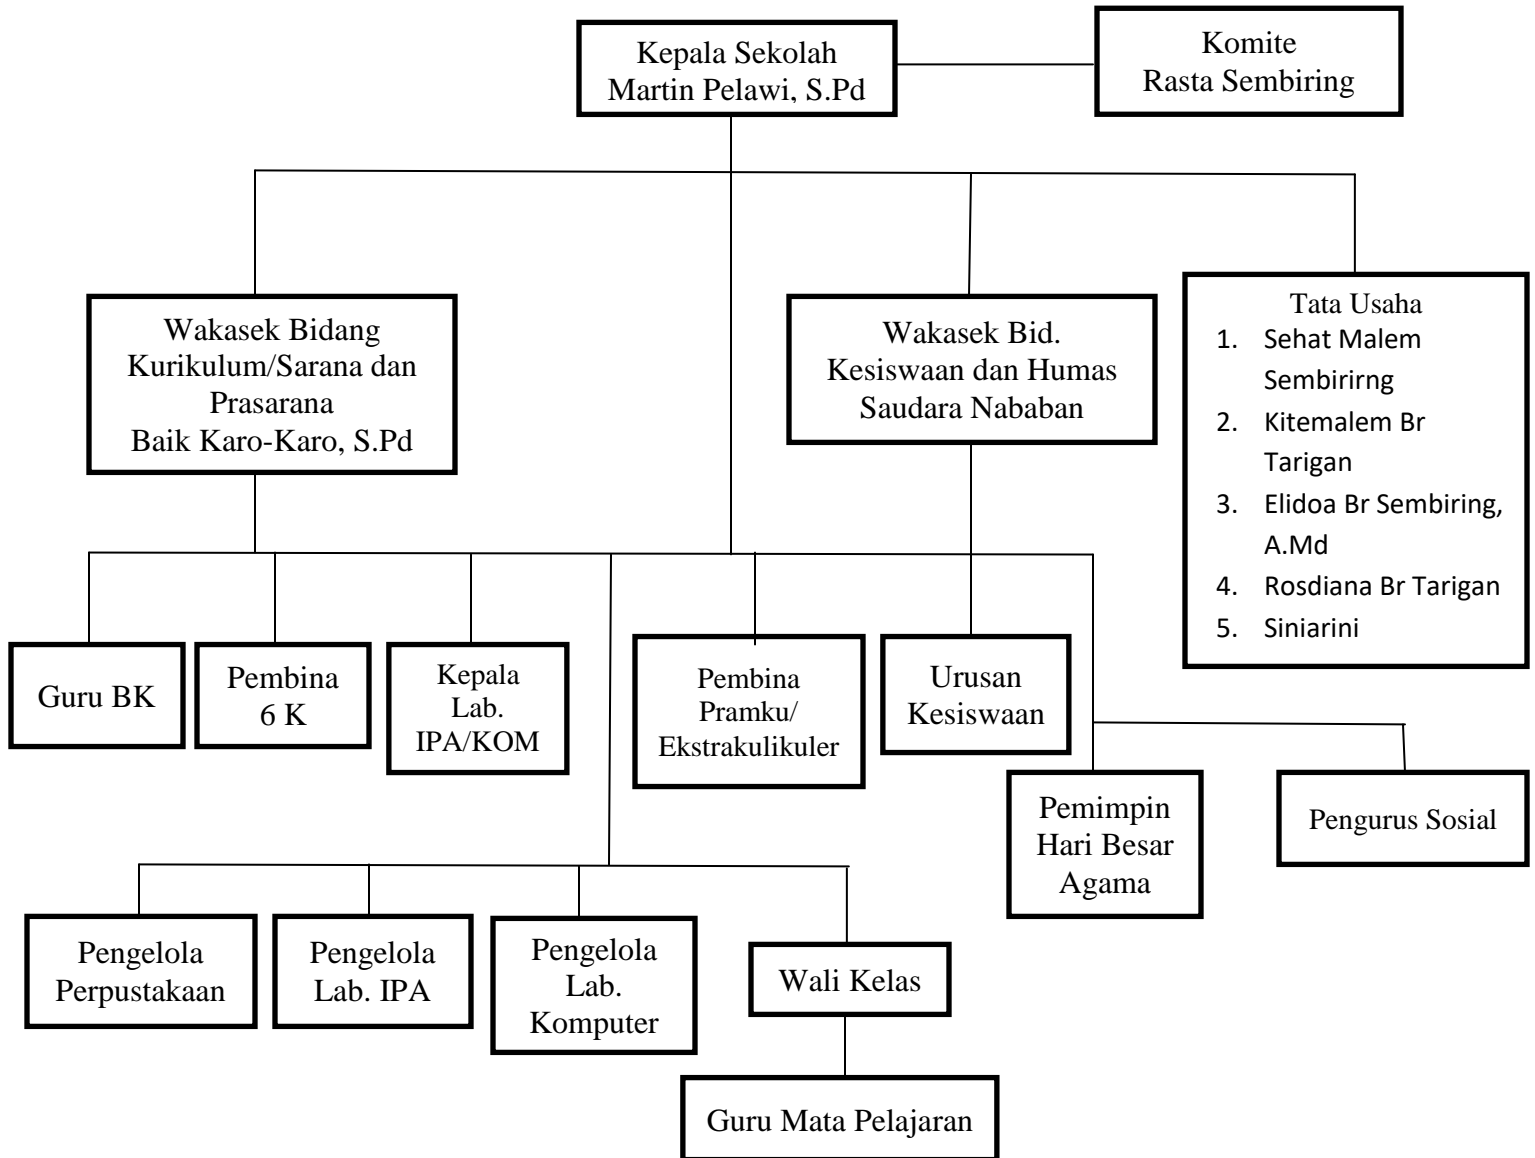 Kepala Sekolah
Martin Pelawi, S.Pd
Komite
Rasta Sembiring
Wakasek Bidang
Kurikulum/Sarana dan
Prasarana
Baik Karo-Karo, S.Pd
Wakasek Bid.
Kesiswaan dan Humas
Saudara Nababan
Tata Usaha
1. Sehat Malem
Sembirirng
2. Kitemalem Br
Tarigan
3. Elidoa Br Sembiring,
A.Md
4. Rosdiana Br Tarigan
5. Siniarini
Guru BK
Pembina
6 K
Kepala
Lab.
IPA/KOM
Pembina
Pramku/
Ekstrakulikuler
Urusan
Kesiswaan
Pemimpin
Hari Besar
Agama
Pengurus Sosial
Pengelola
Perpustakaan
Pengelola
Lab. IPA
Pengelola
Lab.
Komputer
Wali Kelas
Guru Mata Pelajaran